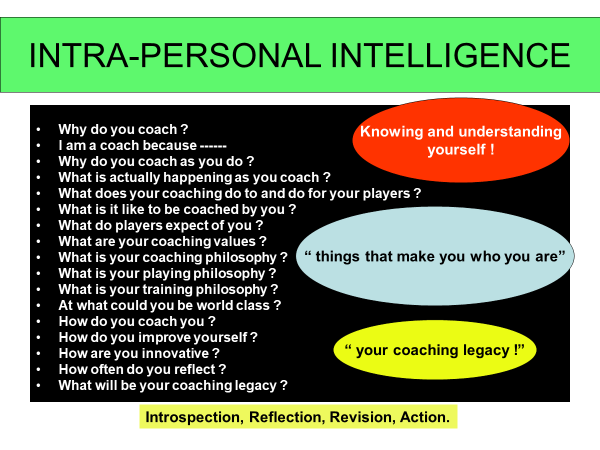 INTRA-PERSONAL INTELLIGENCE
Knowing and understanding
yourself !
• Why do you coach ?
• I am a coach because ------
• Why do you coach as you do ?
• What is actually happening as you coach ?
• What does your coaching do to and do for your players ?
• What is it like to be coached by you ?
• What do players expect of you ?
• What are your coaching values ?
• What is your coaching philosophy ?
• What is your playing philosophy ?
• What is your training philosophy ?
• At what could you be world class ?
• How do you coach you ?
• How do you improve yourself ?
• How are you innovative ?
• How often do you reflect ?
• What will be your coaching legacy ?
“ things that make you who you are”
“ your coaching legacy !”
Introspection, Reflection, Revision, Action.